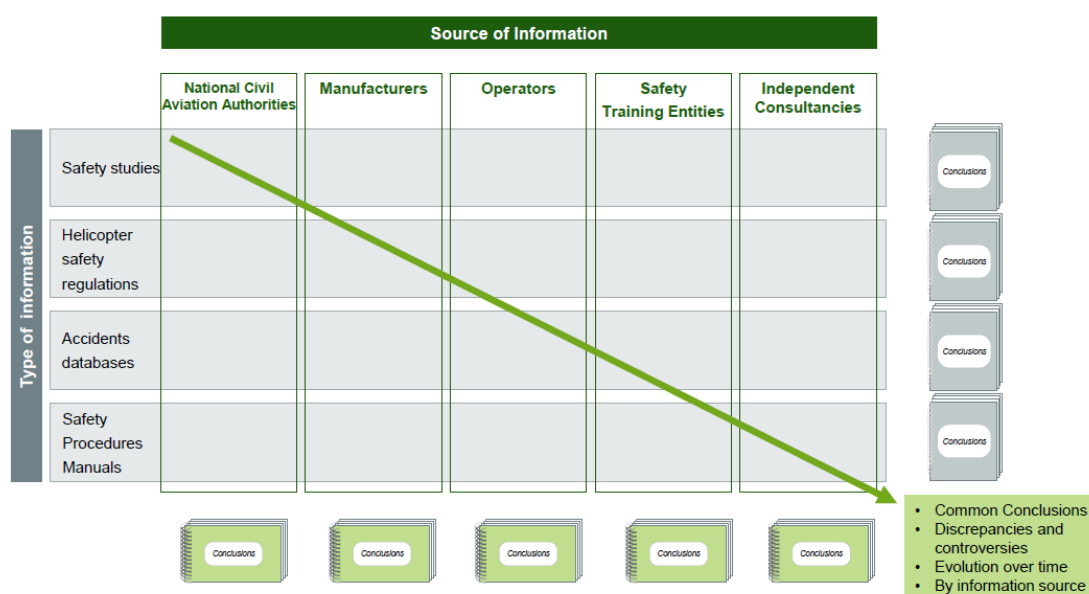 Source of Information
National Civil
Aviation Authorities
Manufacturers
Operators
Safety
Training Entities
Independent
Consultancies
Type of information
Safety studies
Conclusions
Helicopter
safety
regulations
Conclusions
Accidents
databases
Conclusions
Safety
Procedures
Manuals
Conclusions
Conclusions
Conclusions
Conclusions
Conclusions
Conclusions
• Common Conclusions
• Discrepancies and
controversies
• Evolution over time
• By information source